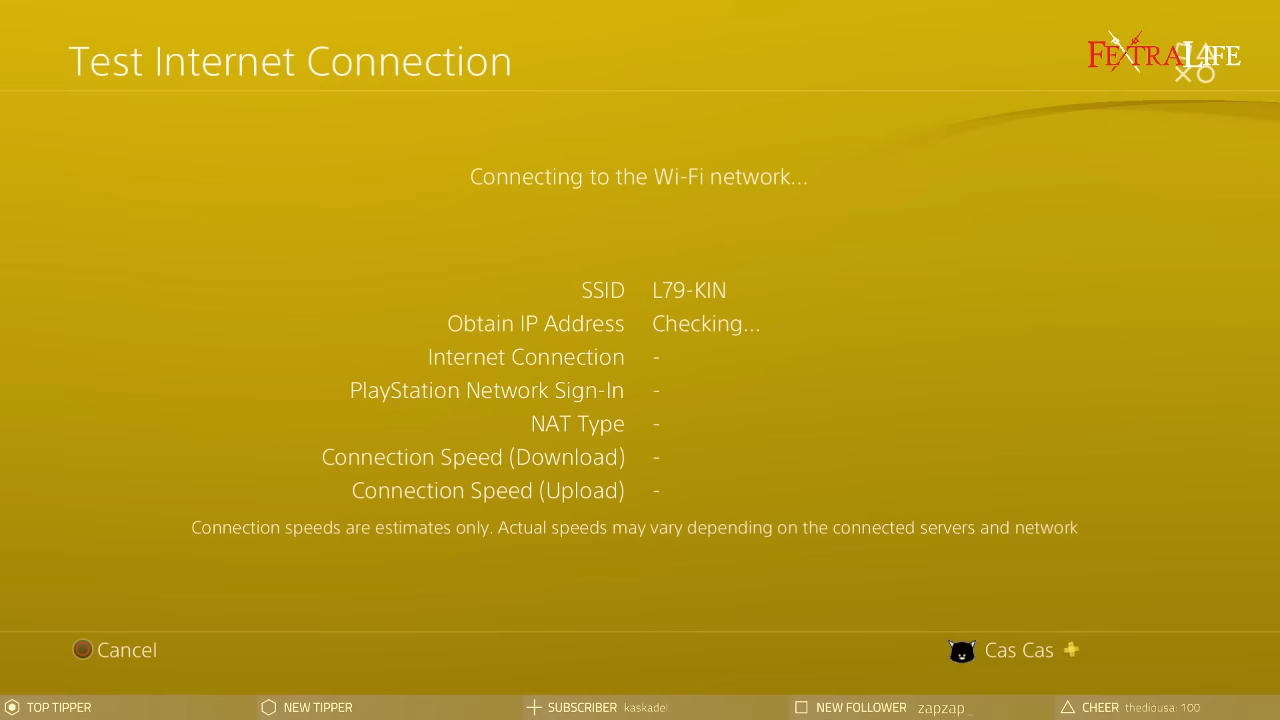 Test Internet Connection
FEXTRALIFE
Connecting to the Wi-Fi network...
SSID L79-KIN
Obtain IP Address Checking...
Internet Connection -
PlayStation Network Sign-In -
NAT Type -
Connection Speed (Download) -
Connection Speed (Upload) -
Connection speeds are estimates only. Actual speeds may vary depending on the connected servers and network
Cancel
Cas Cas
TOP TIPPER NEW TIPPER SUBSCRIBER kaskadel NEW FOLLOWER zapzap_ CHEER thediousa: 100